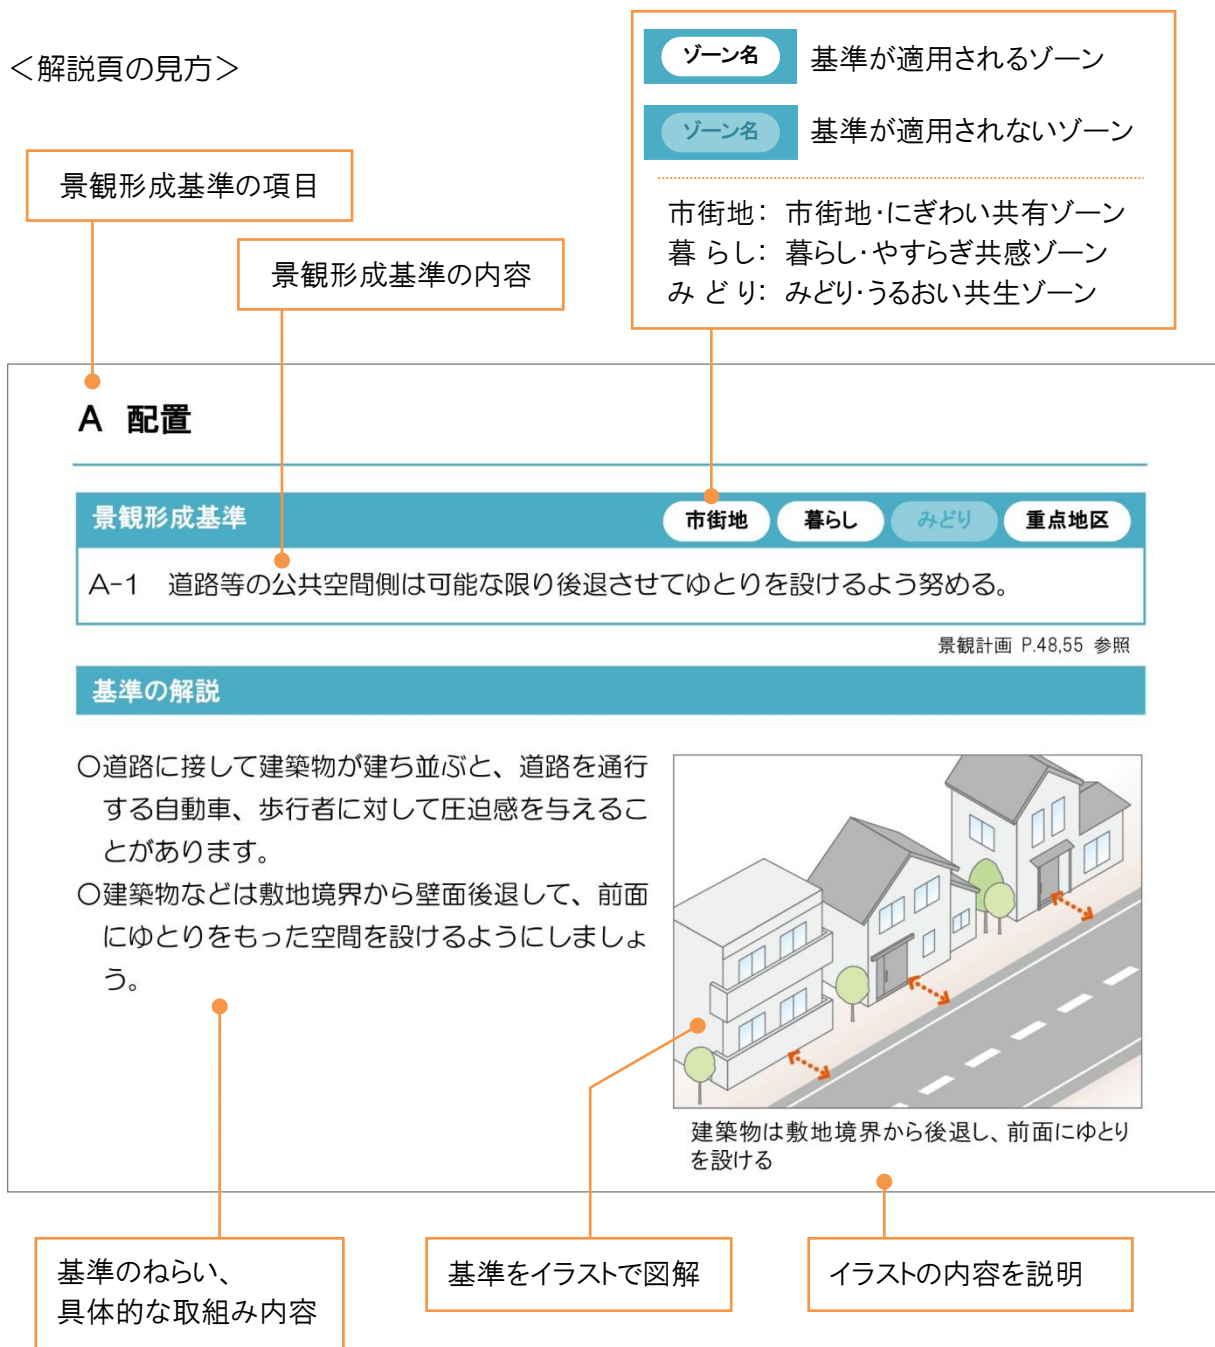 ＜解説頁の見方＞
ゾーン名 基準が適用されるゾーン
ゾーン名 基準が適用されないゾーン
市街地： 市街地・にぎわい共有ゾーン
暮らし： 暮らし・やすらぎ共感ゾーン
みどり： みどり・うるおい共生ゾーン
景観形成基準の項目
景観形成基準の内容
A 配置
景観形成基準 市街地 暮らし みどり 重点地区
A-1 道路等の公共空間側は可能な限り後退させてゆとりを設けるよう努める。
景観計画 P.48,55 参照
基準の解説
○道路に接して建築物が建ち並ぶと、道路を通行
する自動車、歩行者に対して圧迫感を与えるこ
とがあります。
○建築物などは敷地境界から壁面後退して、前面
にゆとりをもった空間を設けるようにしましょ
う。
建築物は敷地境界から後退し、前面にゆとり
を設ける
基準のねらい、
具体的な取組み内容
基準をイラストで図解
イラストの内容を説明